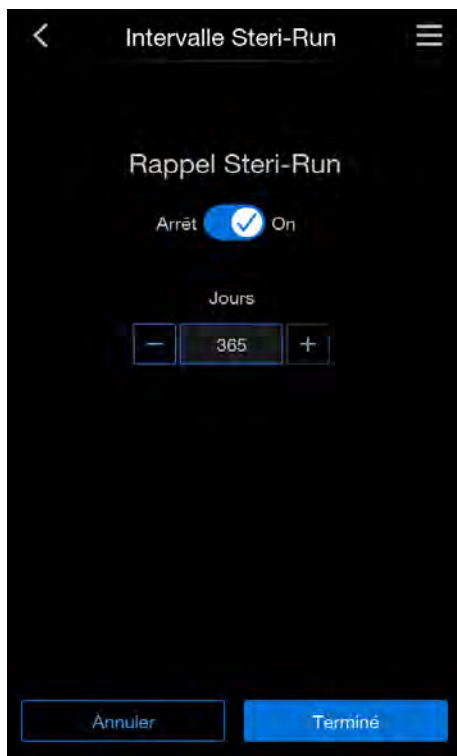 Intervalle Steri-Run
Rappel Steri-Run
Arrêt On
Jours
365
Annuler Terminé